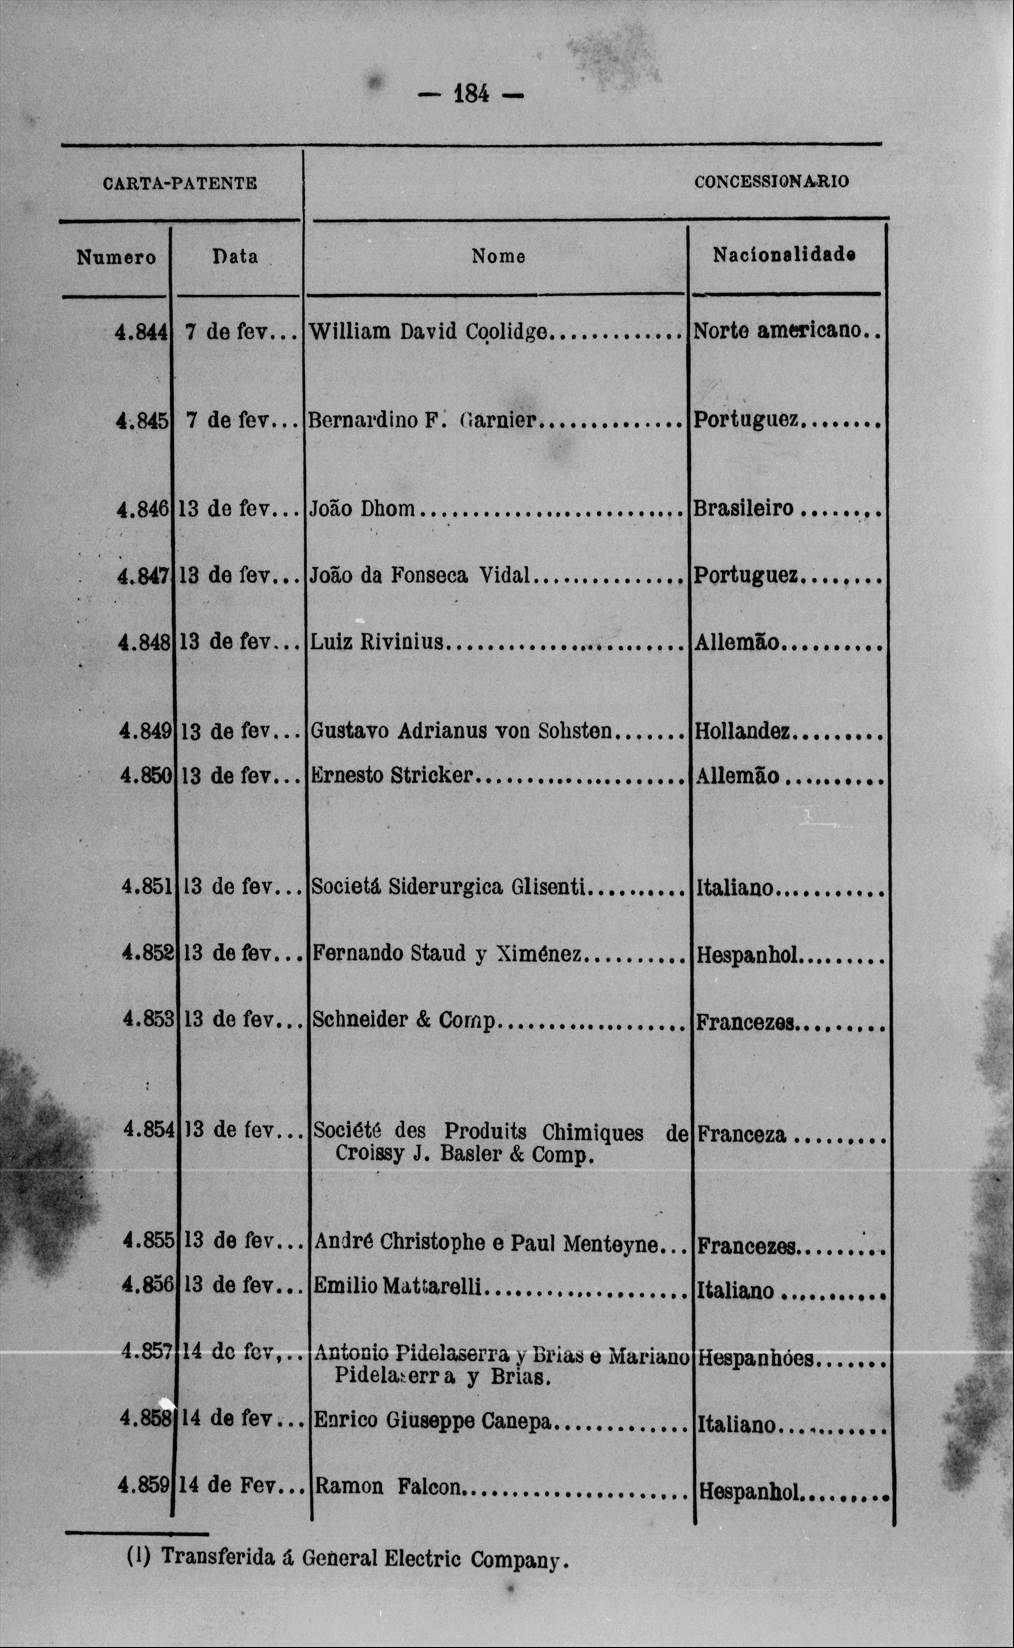 — 184 —
CARTA-PATENTE CONCESSIONARIO
Numero Data Nome Nacionalidade
4.844 7 de fev... William David Coolidge............. Norte americano..
4.845 7 de fev... Bernardino F. Garnier.............. Portuguez........
4.846 13 de fev... João Dhom.......................... Brasileiro ........
4.847 13 de fev... João da Fonseca Vidal............... Portuguez........
4.848 13 de fev... Luiz Rivinius........................ Allemão..........
4.849 13 de fev... Gustavo Adrianus von Sohsten....... Hollandez.........
4.850 13 de fev... Ernesto Stricker..................... Allemão ..........
4.851 13 de fev... Societá Siderurgica Glisenti.......... Italiano...........
4.852 13 de fev... Fernando Staud y Ximénez.......... Hespanhol.........
4.853 13 de fev... Schneider & Comp................... Francezes.........
4.854 13 de fev... Société des Produits Chimiques de Franceza .........
Croissy J. Basler & Comp.
4.855 13 de fev... André Christophe e Paul Menteyne... Francezes.........
4.856 13 de fev... Emilio Mattarelli..................... Italiano ...........
4.857 14 de fev... Antonio Pidelaserra y Brias e Mariano Hespanhóes.......
Pidelaserra y Brias.
4.858 14 de fev... Enrico Giuseppe Canepa............. Italiano...........
4.859 14 de Fev... Ramon Falcon....................... Hespanhol.........
(1) Transferida á General Electric Company.